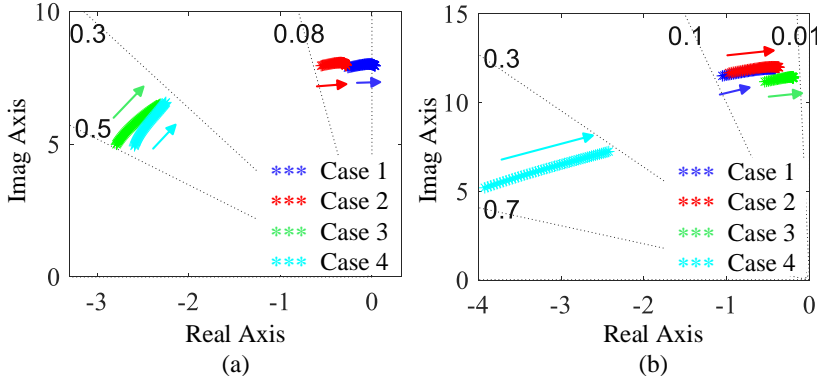 10
0.3
0.08
Imag Axis
5
0.5
*** Case 1
*** Case 2
*** Case 3
*** Case 4
0
-3
-2
-1
0
Real Axis
(a)
15
0.1
0.01
0.3
10
Imag Axis
5
0.7
*** Case 1
*** Case 2
*** Case 3
*** Case 4
0
-4
-3
-2
-1
0
Real Axis
(b)